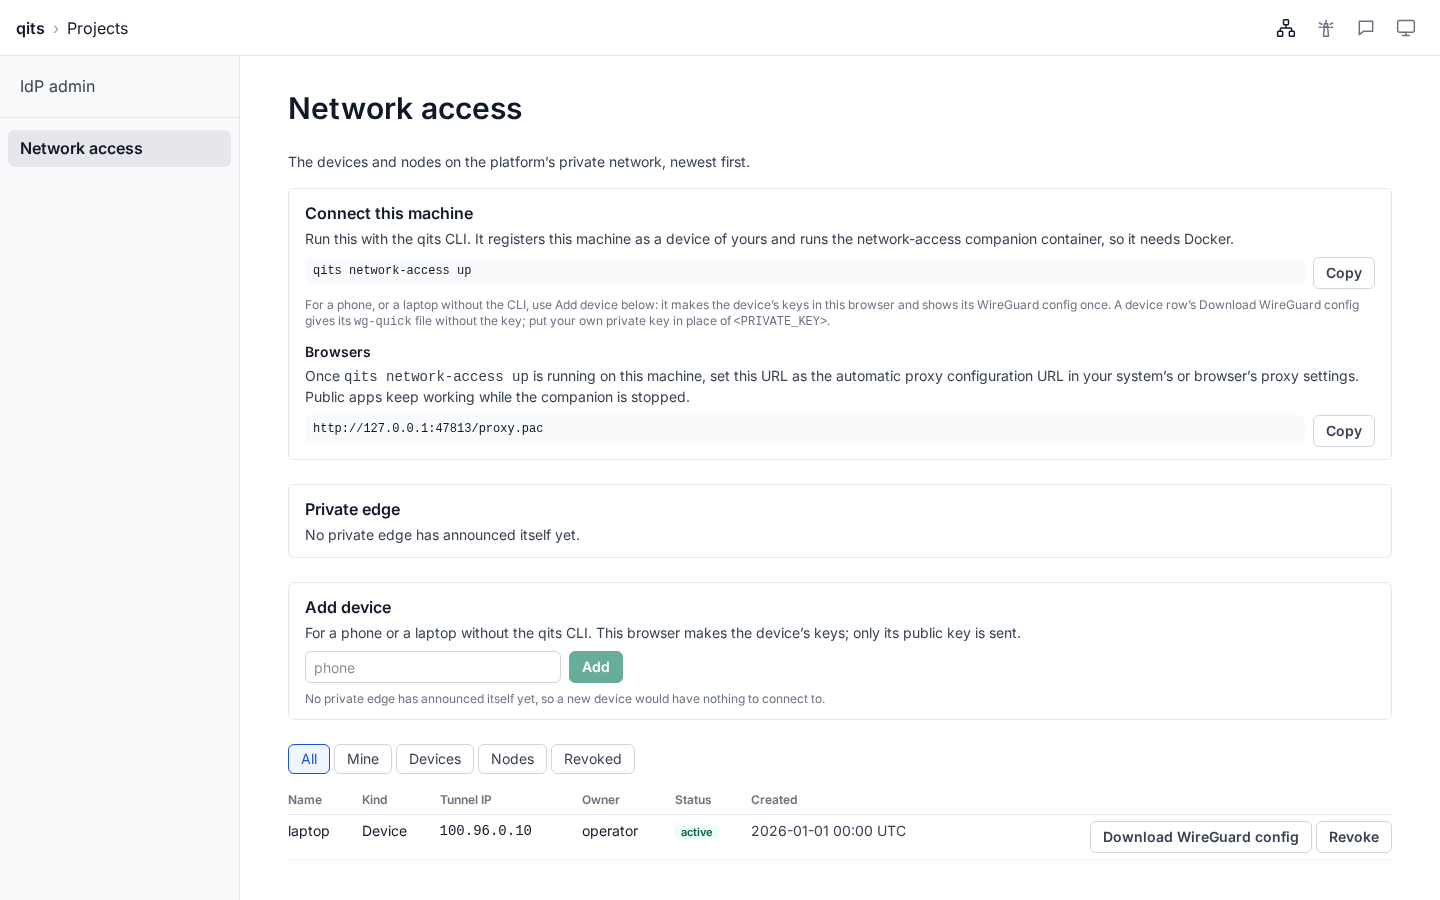 qits › Projects
IdP admin
Network access
Network access
The devices and nodes on the platform’s private network, newest first.
Connect this machine
Run this with the qits CLI. It registers this machine as a device of yours and runs the network-access companion container, so it needs Docker.
qits network-access up
Copy
For a phone, or a laptop without the CLI, use Add device below: it makes the device’s keys in this browser and shows its WireGuard config once. A device row’s Download WireGuard config
gives its wg-quick file without the key; put your own private key in place of <PRIVATE_KEY>.
Browsers
Once qits network-access up is running on this machine, set this URL as the automatic proxy configuration URL in your system’s or browser’s proxy settings.
Public apps keep working while the companion is stopped.
http://127.0.0.1:47813/proxy.pac
Copy
Private edge
No private edge has announced itself yet.
Add device
For a phone or a laptop without the qits CLI. This browser makes the device’s keys; only its public key is sent.
phone
Add
No private edge has announced itself yet, so a new device would have nothing to connect to.
All Mine Devices Nodes Revoked
Name Kind Tunnel IP Owner Status Created
laptop Device 100.96.0.10 operator active 2026-01-01 00:00 UTC Download WireGuard config Revoke